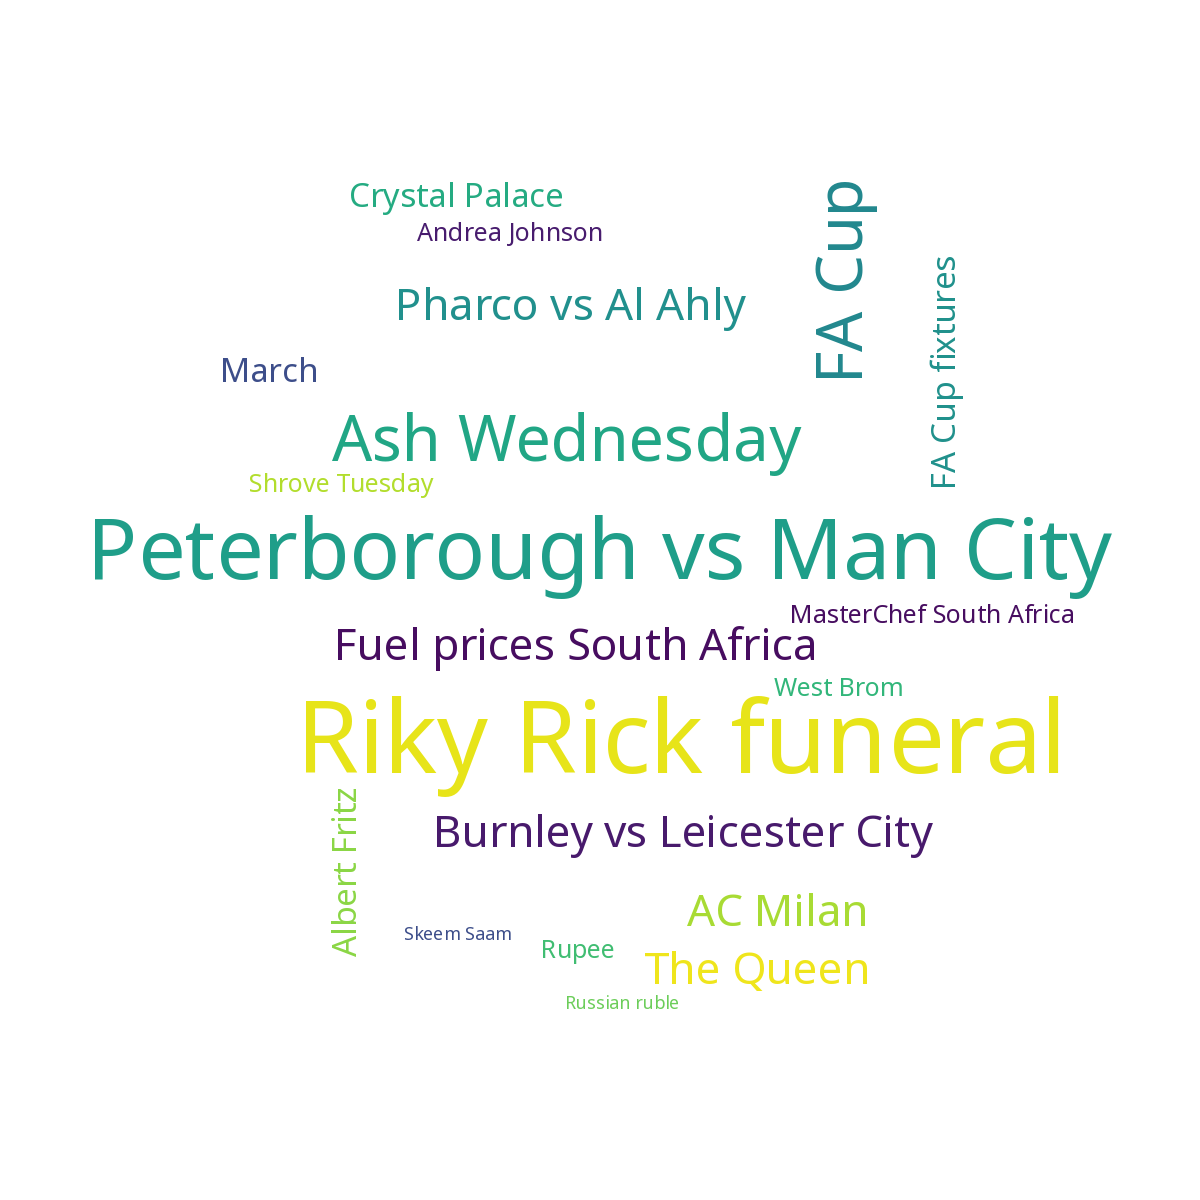 Crystal Palace
Andrea Johnson
FA Cup
FA Cup fixtures
Pharco vs Al Ahly
March
Ash Wednesday
Shrove Tuesday
Peterborough vs Man City
MasterChef South Africa
Fuel prices South Africa
West Brom
Riky Rick funeral
Albert Fritz
Burnley vs Leicester City
AC Milan
Skeem Saam
Rupee
The Queen
Russian ruble